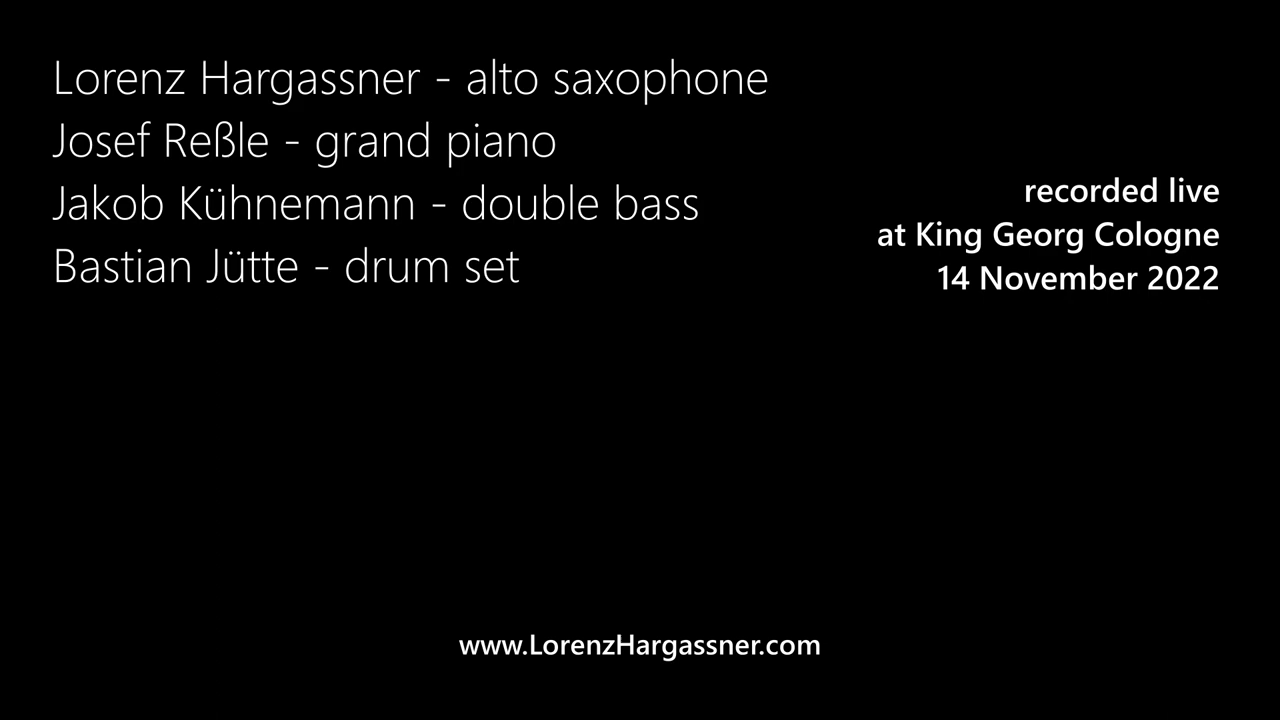 Lorenz Hargassner - alto saxophone
Josef Reßle - grand piano
Jakob Kühnemann - double bass
Bastian Jütte - drum set
recorded live
at King Georg Cologne
14 November 2022
www.LorenzHargassner.com